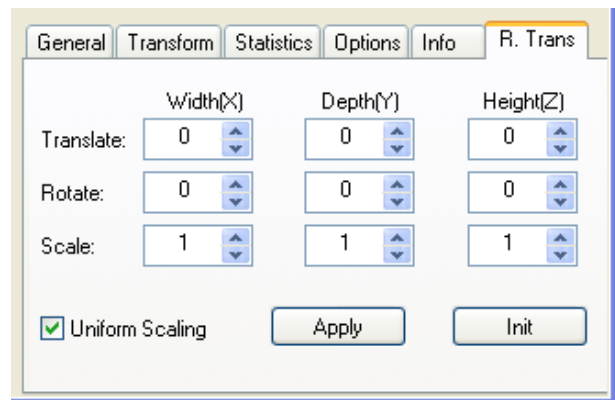 General Transform Statistics Options Info R. Trans
Width(X) Depth(Y) Height(Z)
Translate: 0 0 0
Rotate: 0 0 0
Scale: 1 1 1
Uniform Scaling Apply Init